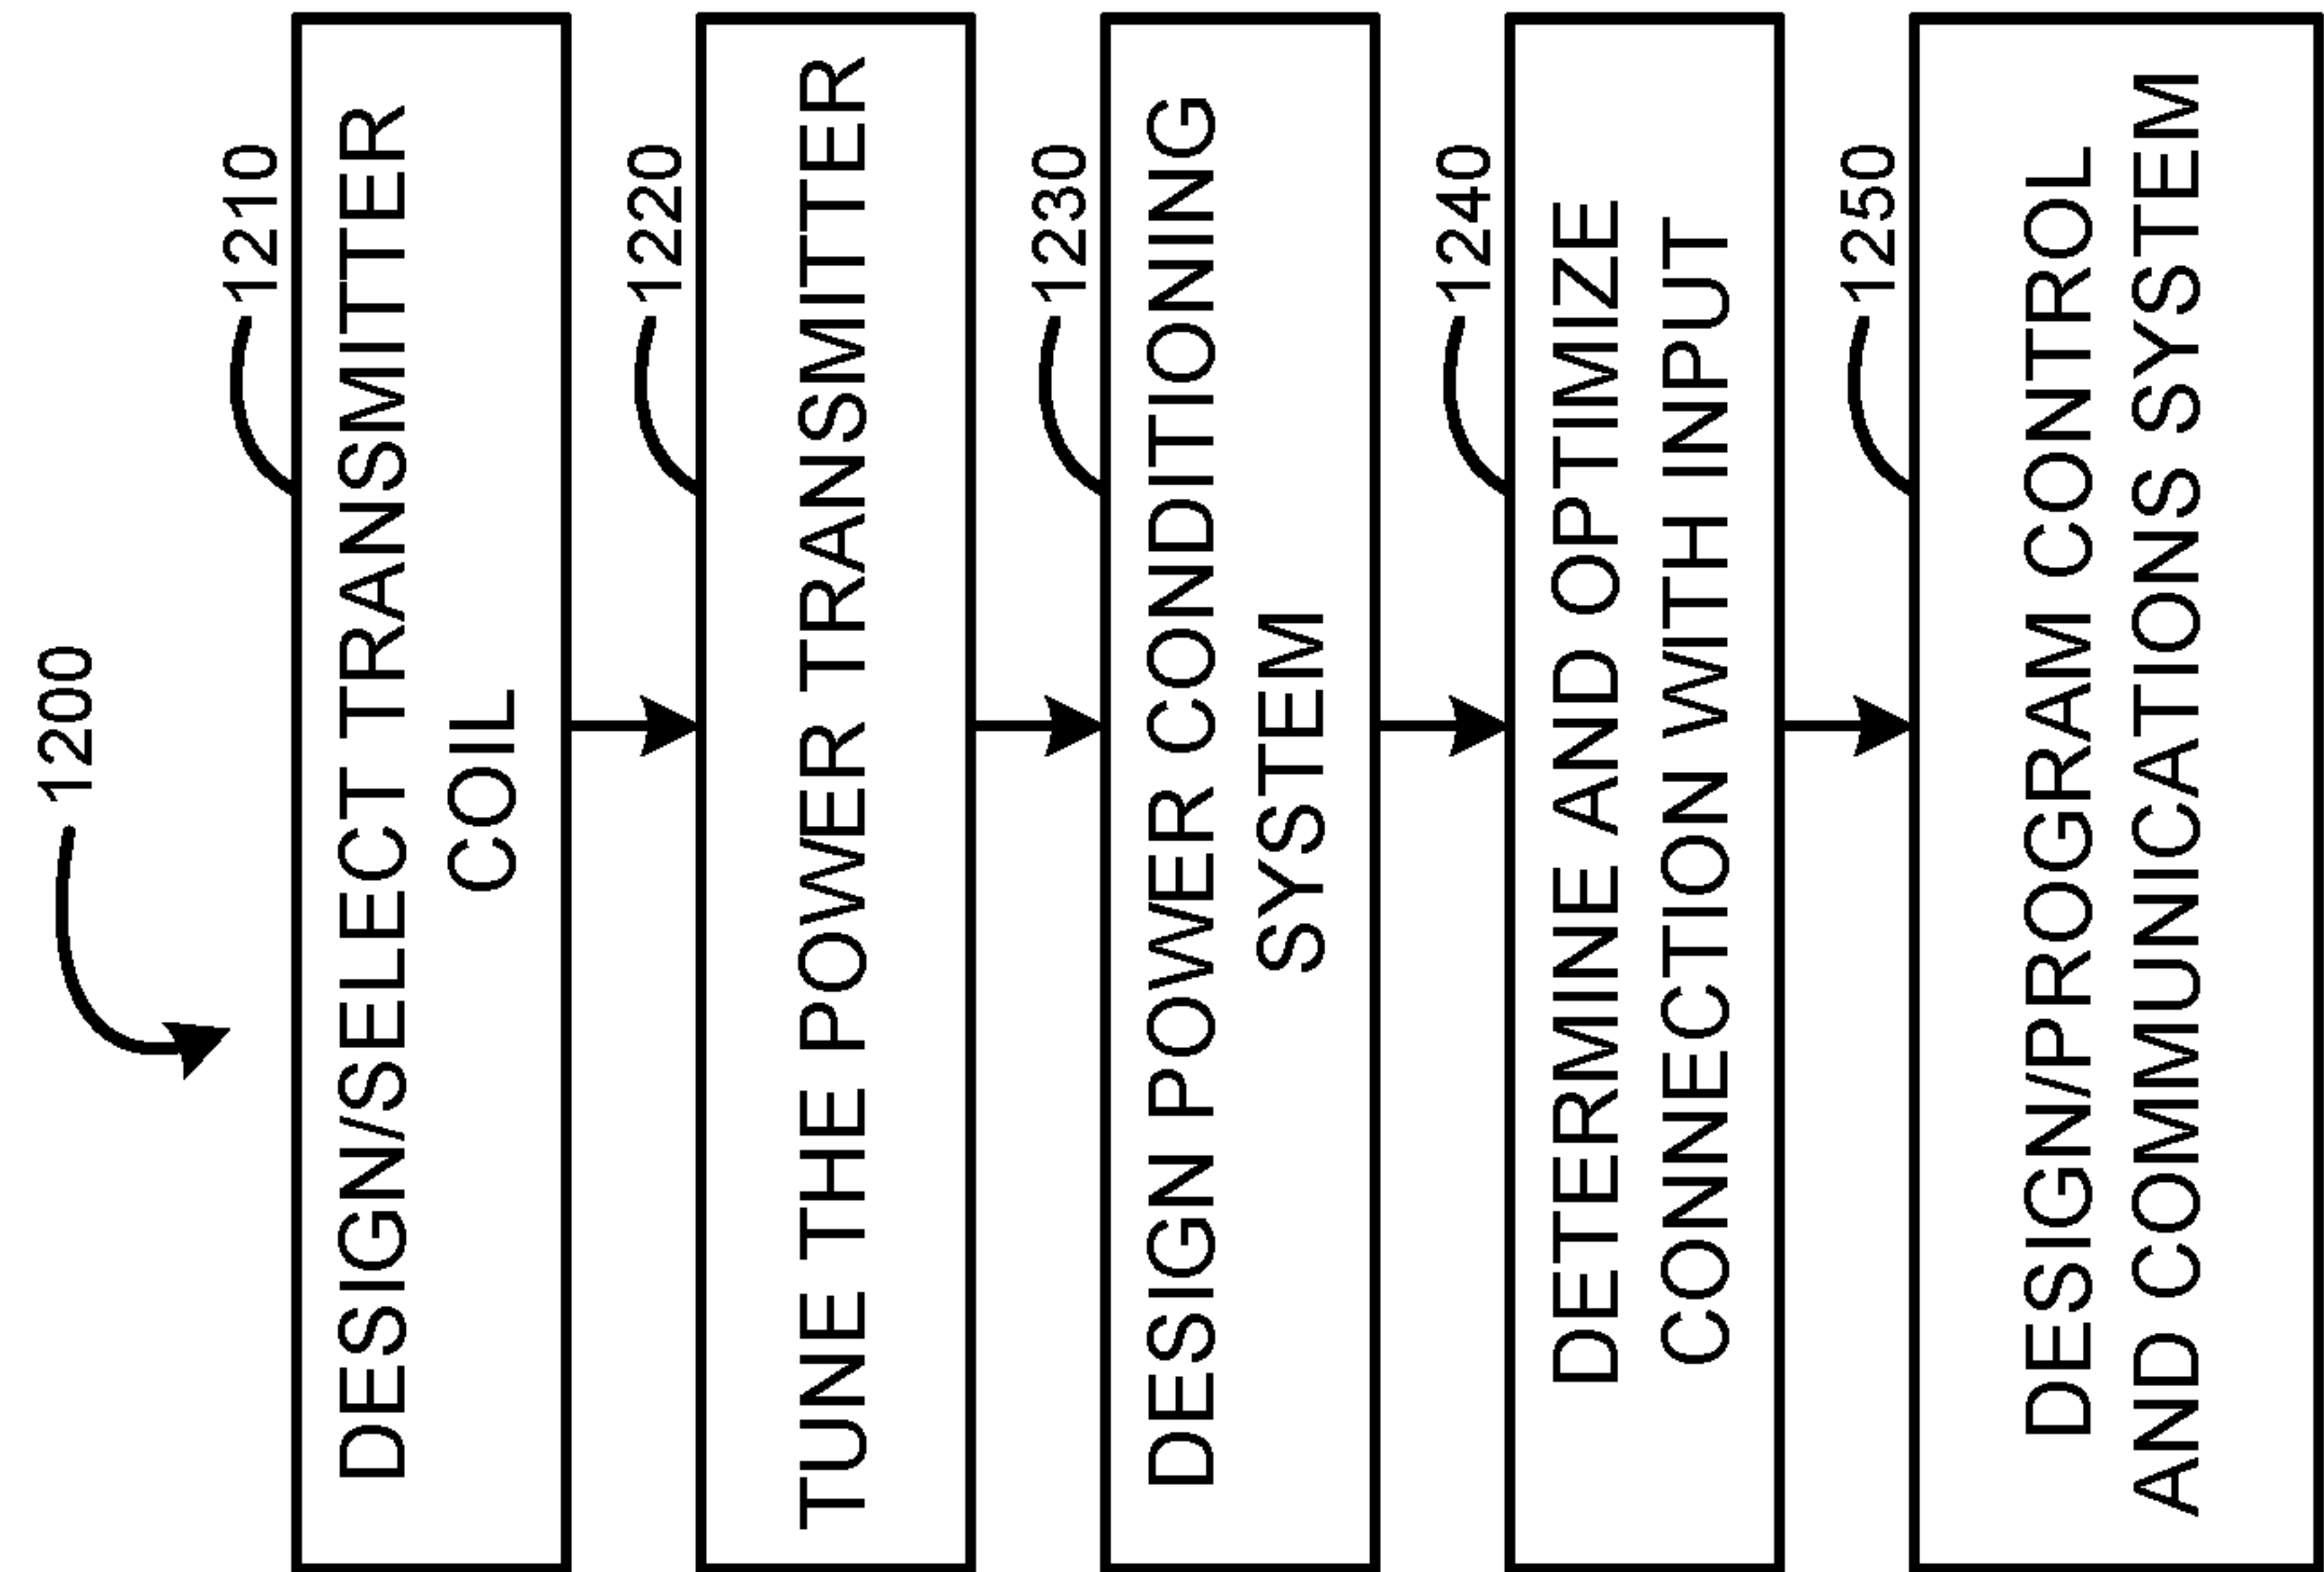 1200
1210
DESIGN/SELECT TRANSMITTER
COIL
1220
TUNE THE POWER TRANSMITTER
1230
DESIGN POWER CONDITIONING
SYSTEM
1240
DETERMINE AND OPTIMIZE
CONNECTION WITH INPUT
1250
DESIGN/PROGRAM CONTROL
AND COMMUNICATIONS SYSTEM